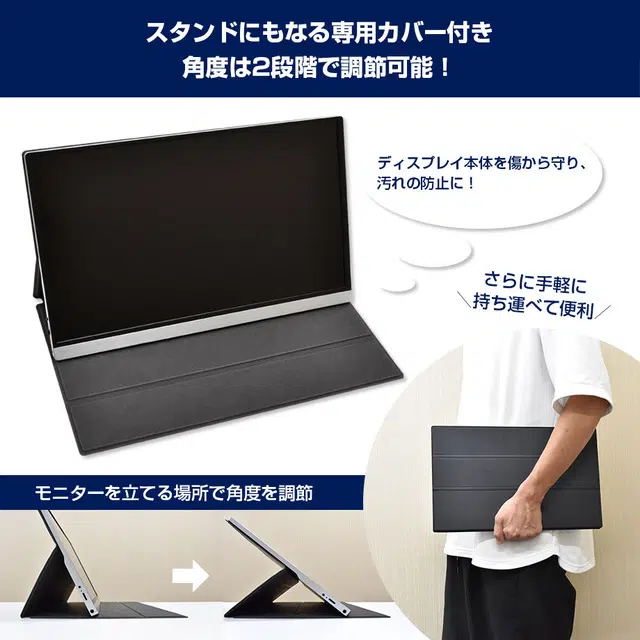 スタンドにもなる専用カバー付き
角度は2段階で調節可能！
ディスプレイ本体を傷から守り、
汚れの防止に！
さらに手軽に
持ち運べて便利
モニターを立てる場所で角度を調節